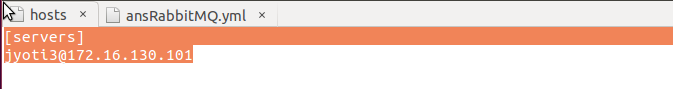 hosts × ansRabbitMQ.yml ×
[servers]
jyoti3@172.16.130.101